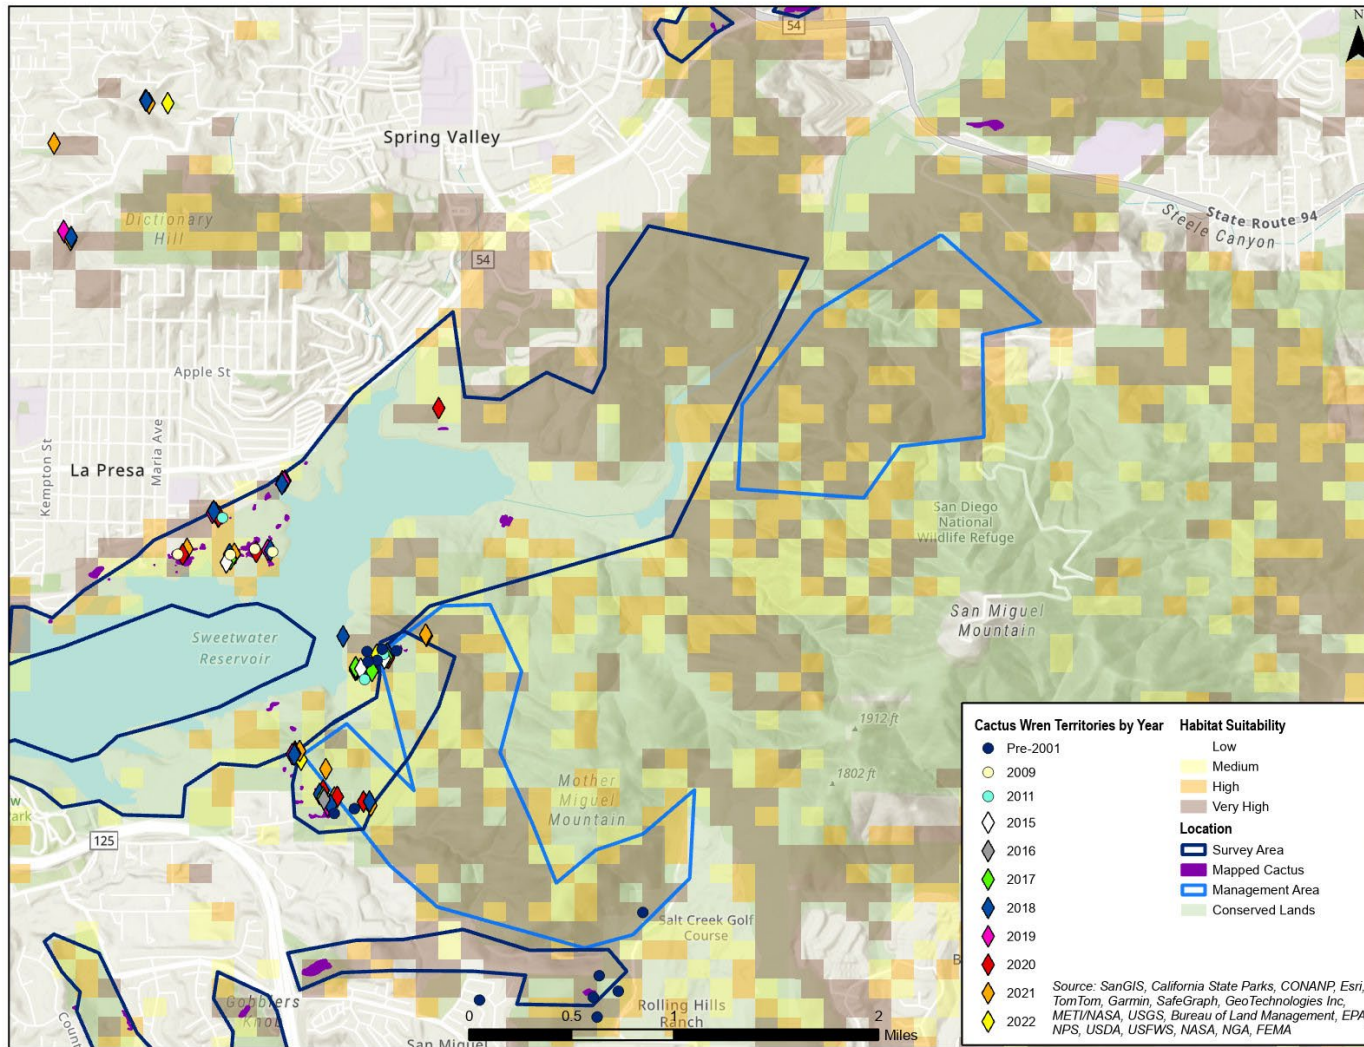 54
N
Spring Valley
State Route 94
Steele Canyon
Dictionary
Hill
54
Apple St
Maria Ave
Kempton St
La Presa
San Diego
National
Wildlife Refuge
San Miguel
Mountain
Sweetwater
Reservoir
1912 ft
1802 ft
Mother
Miguel
Mountain
125
Salt Creek Golf
Course
Gobblers
Knob
Rolling Hills
Ranch
San Miguel
0 0.5 1 2
Miles
Cactus Wren Territories by Year
Pre-2001
2009
2011
2015
2016
2017
2018
2019
2020
2021
2022
Habitat Suitability
Low
Medium
High
Very High
Location
Survey Area
Mapped Cactus
Management Area
Conserved Lands
Source: SanGIS, California State Parks, CONANP, Esri,
TomTom, Garmin, SafeGraph, GeoTechnologies Inc,
METI/NASA, USGS, Bureau of Land Management, EPA,
NPS, USDA, USFWS, NASA, NGA, FEMA